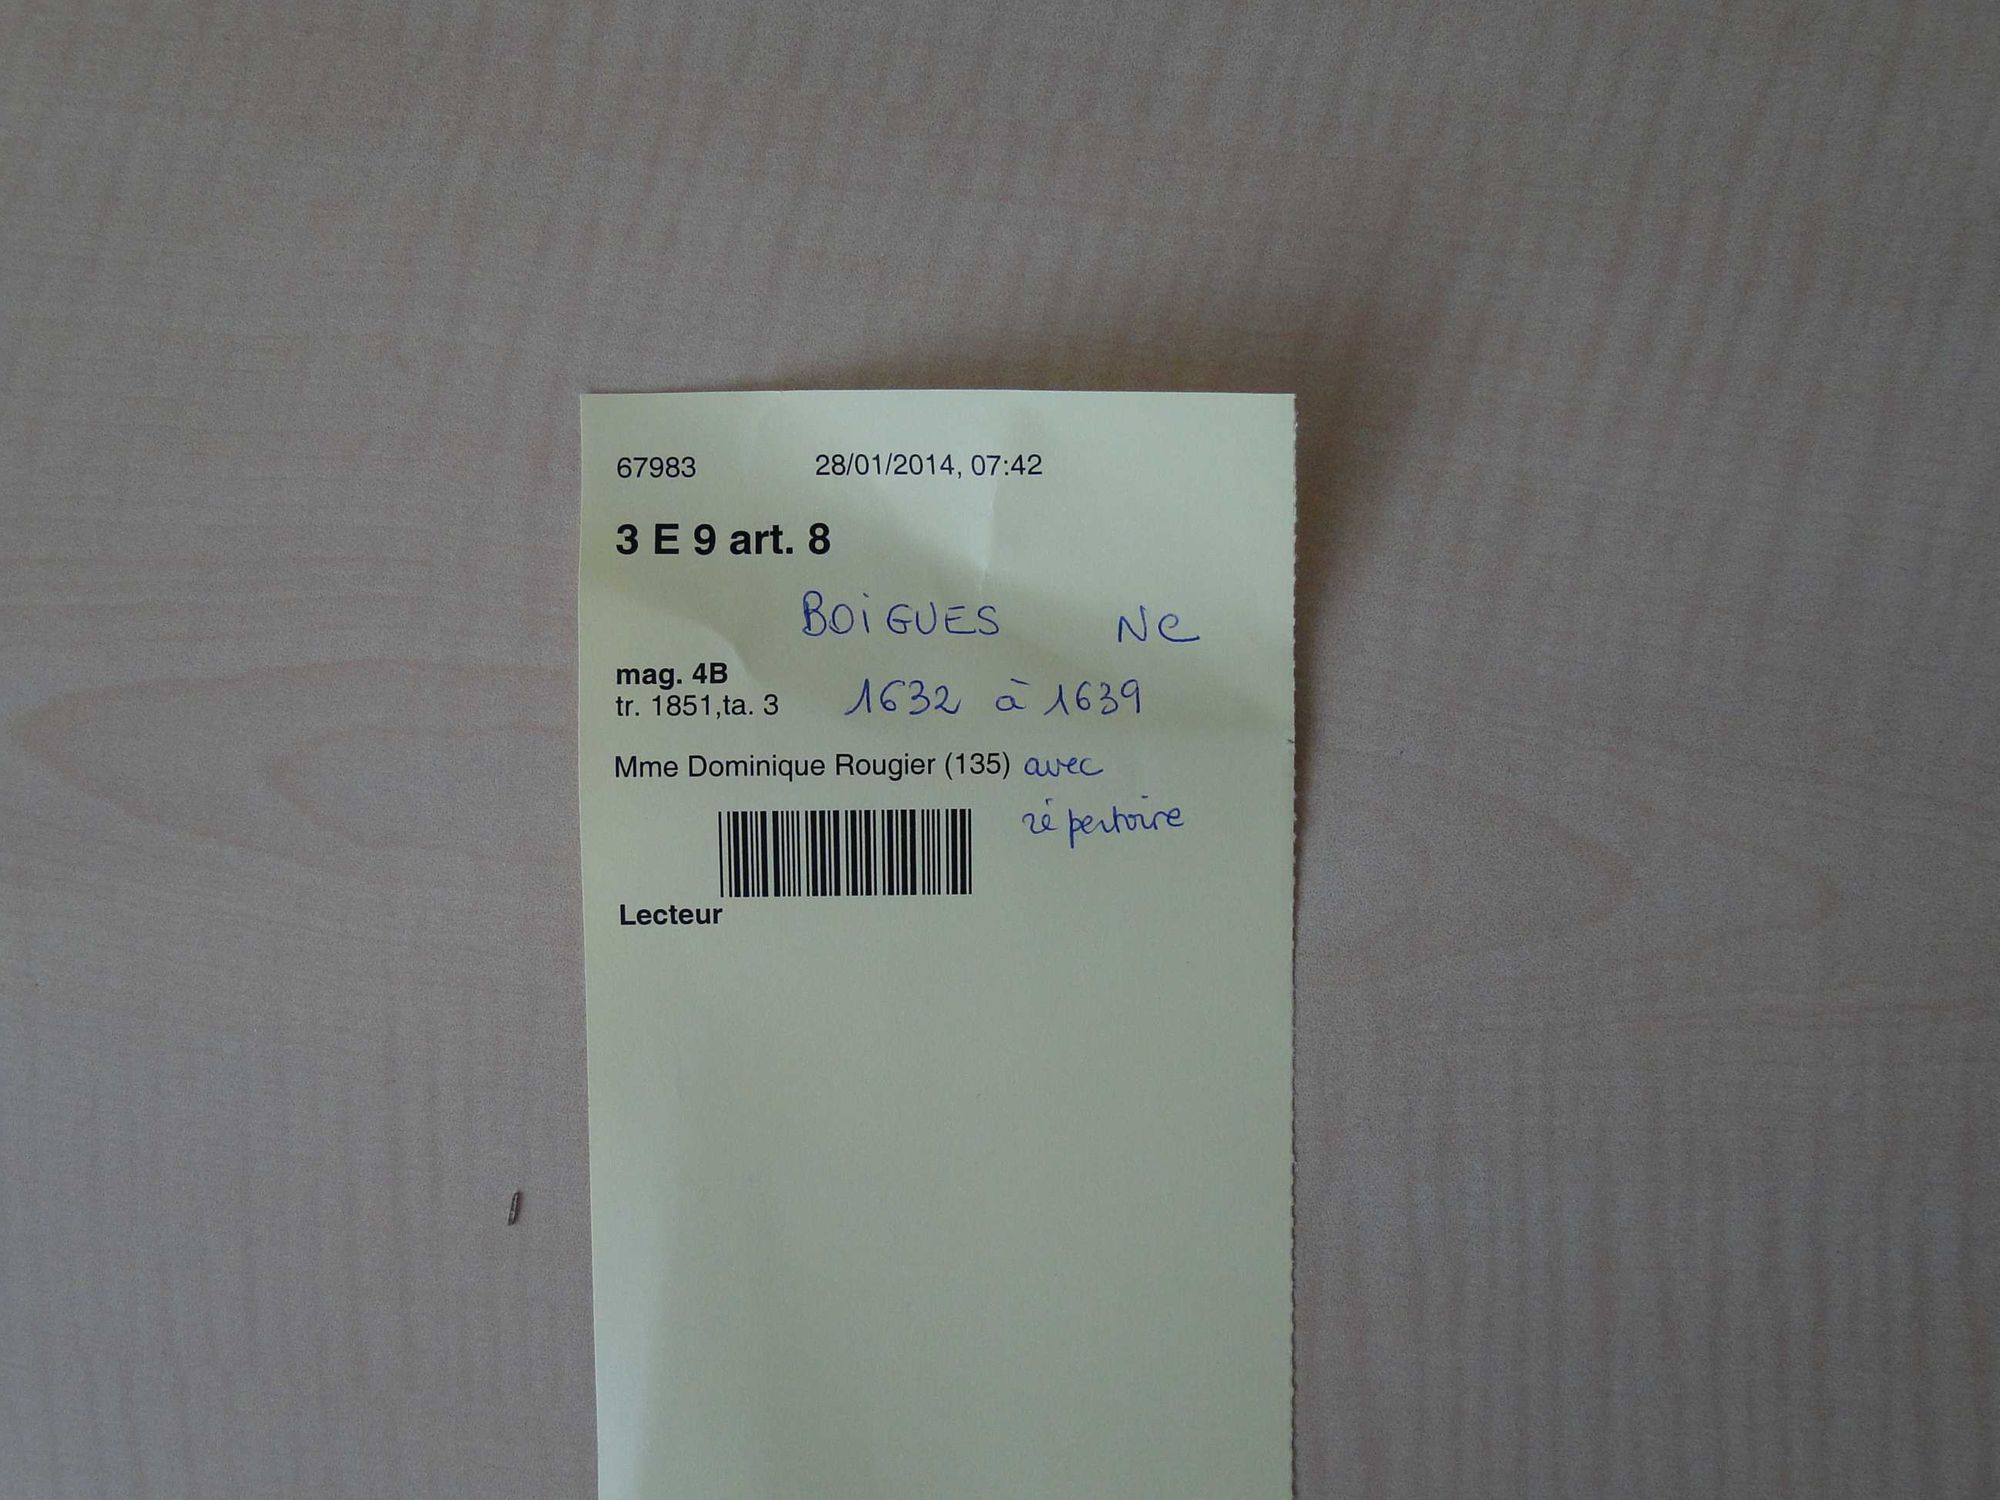 67983 28/01/2014, 07:42
3 E 9 art. 8
BOIGUES NC
mag. 4B
tr. 1851,ta. 3 1632 à 1639
Mme Dominique Rougier (135) avec
répertoire
Lecteur